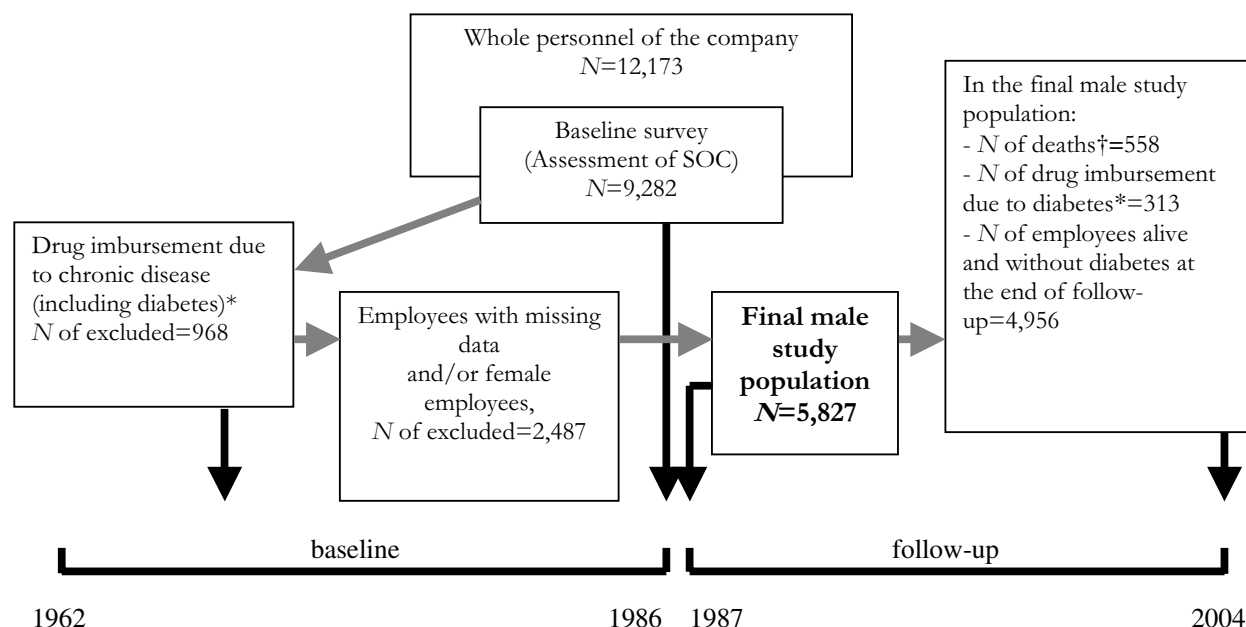 Whole personnel of the company
N=12,173
Baseline survey
(Assessment of SOC)
N=9,282
Drug imbursement due
to chronic disease
(including diabetes)*
N of excluded=968
Employees with missing
data
and/or female
employees,
N of excluded=2,487
Final male
study
population
N=5,827
In the final male study
population:
- N of deaths†=558
- N of drug imbursement
due to diabetes*=313
- N of employees alive
and without diabetes at
the end of follow-
up=4,956
baseline
follow-up
1962
1986
1987
2004